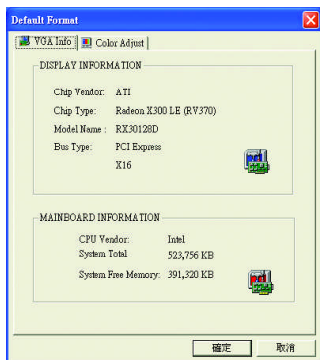 Default Format
VGA Info
Color Adjust
DISPLAY INFORMATION
Chip Vendor: ATI
Chip Type: Radeon X300 LE (RV370)
Model Name : RX30128D
Bus Type: PCI Express
X16
MAINBOARD INFORMATION
CPU Vendor: Intel
System Total 523,756 KB
System Free Memory: 391,320 KB
確定
取消